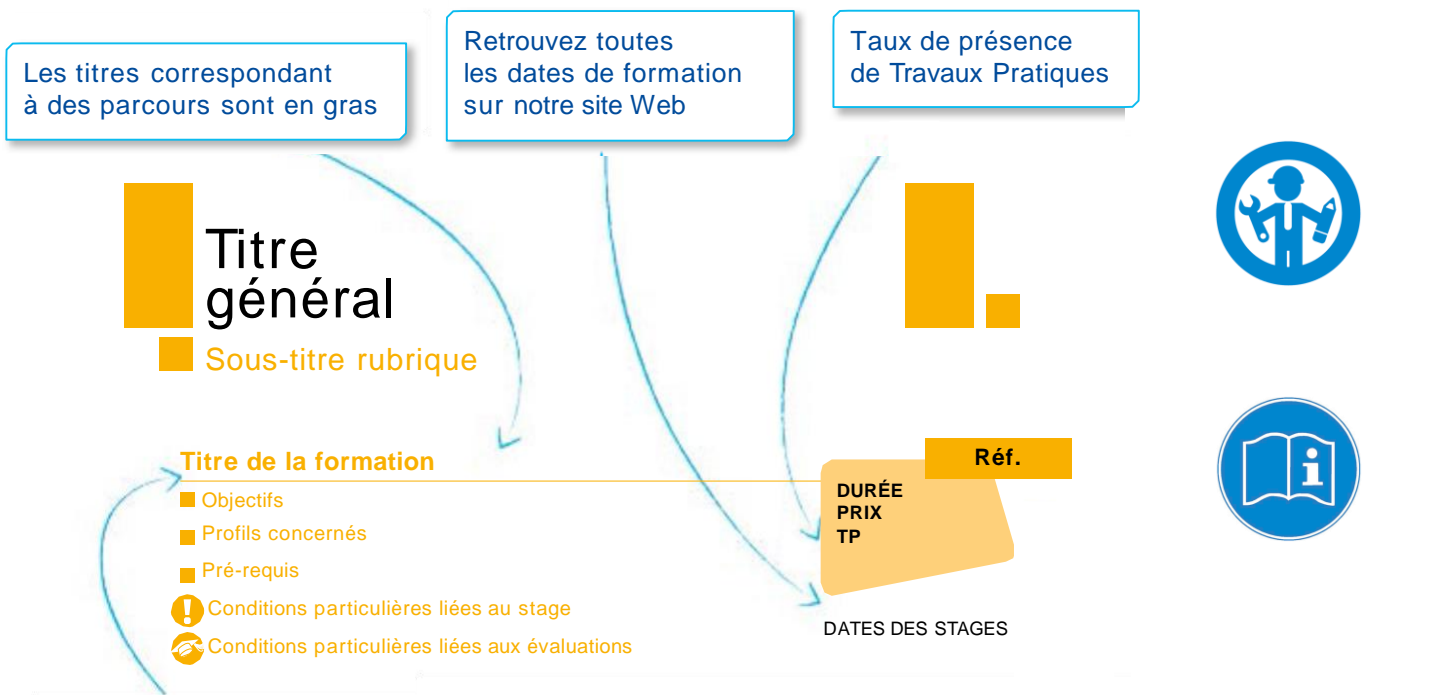 Les titres correspondant
à des parcours sont en gras
Retrouvez toutes
les dates de formation
sur notre site Web
Taux de présence
de Travaux Pratiques
Titre
général
Sous-titre rubrique
Titre de la formation
Objectifs
Profils concernés
Pré-requis
Conditions particulières liées au stage
Conditions particulières liées aux évaluations
Réf.
DURÉE
PRIX
TP
DATES DES STAGES
i